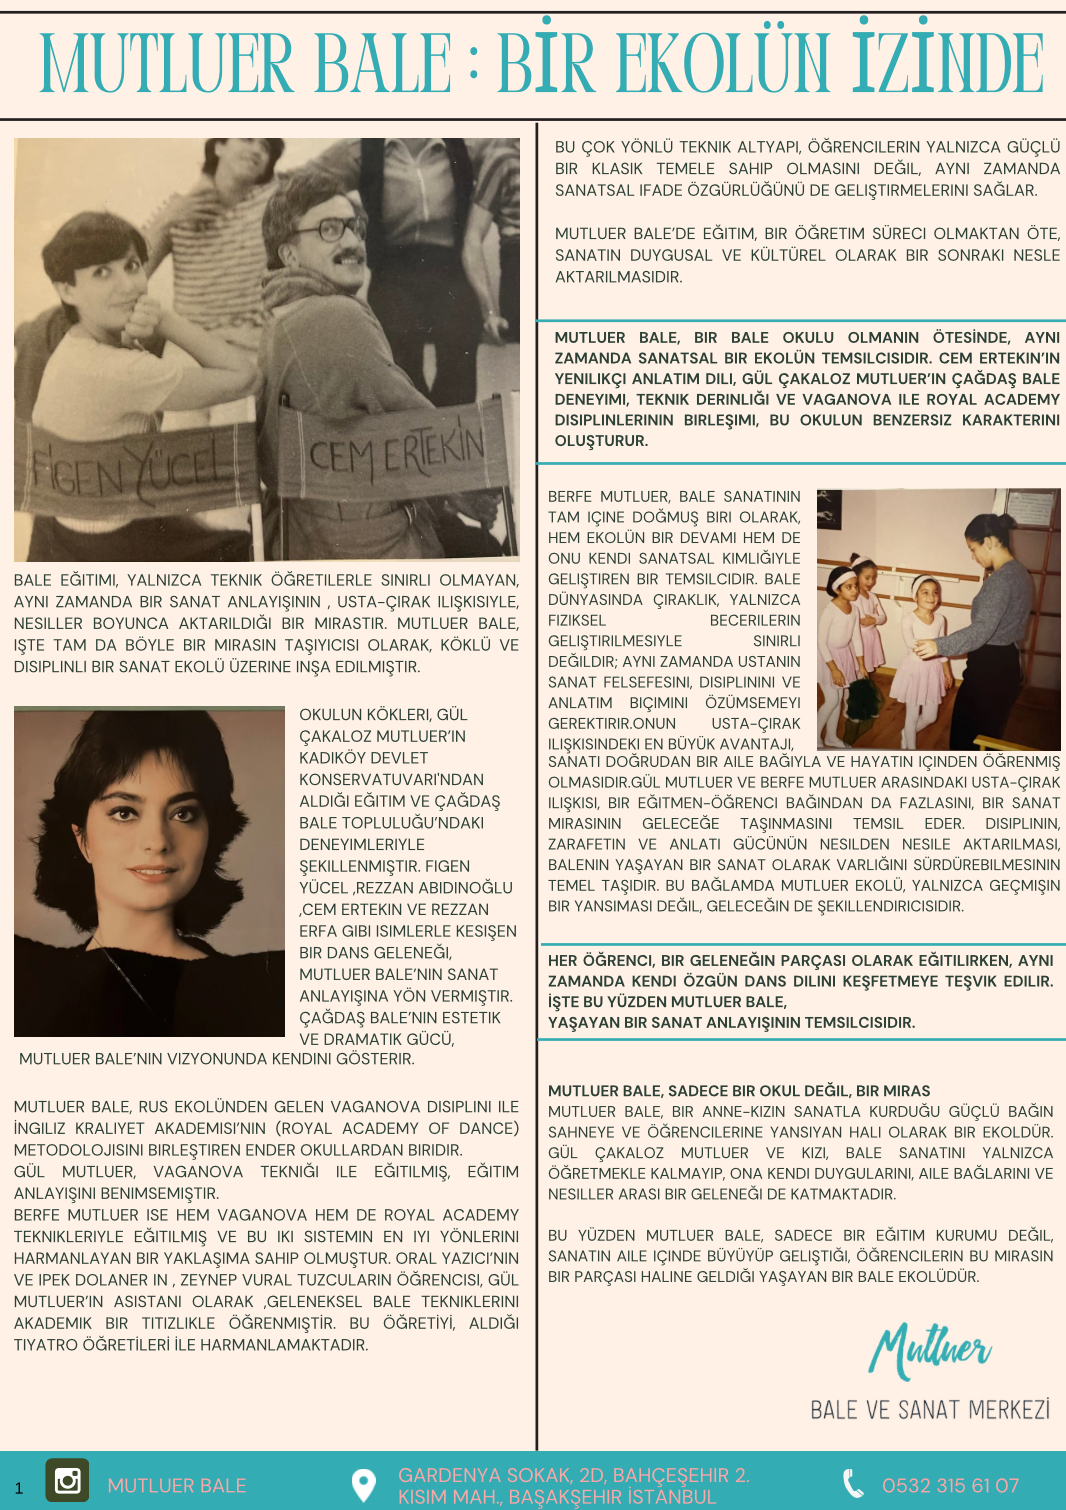 MUTLUER BALE : BİR EKOLÜN İZİNDE
FIGEN YÜCEL
CEM ERTEKİN
BALE EĞITIMI, YALNIZCA TEKNIK ÖĞRETILERLE SINIRLI OLMAYAN,
AYNI ZAMANDA BIR SANAT ANLAYIŞININ , USTA-ÇIRAK ILIŞKISIYLE,
NESILLER BOYUNCA AKTARILDIĞI BIR MIRASTIR. MUTLUER BALE,
IŞTE TAM DA BÖYLE BIR MIRASIN TAŞIYICISI OLARAK, KÖKLÜ VE
DISIPLINLI BIR SANAT EKOLÜ ÜZERINE INŞA EDILMIŞTIR.
OKULUN KÖKLERI, GÜL
ÇAKALOZ MUTLUER’IN
KADIKÖY DEVLET
KONSERVATUVARI'NDAN
ALDIĞI EĞITIM VE ÇAĞDAŞ
BALE TOPLULUĞU’NDAKI
DENEYIMLERIYLE
ŞEKILLENMIŞTIR. FIGEN
YÜCEL ,REZZAN ABIDINOĞLU
,CEM ERTEKIN VE REZZAN
ERFA GIBI ISIMLERLE KESIŞEN
BIR DANS GELENEĞI,
MUTLUER BALE’NIN SANAT
ANLAYIŞINA YÖN VERMIŞTIR.
ÇAĞDAŞ BALE’NIN ESTETIK
VE DRAMATIK GÜCÜ,
MUTLUER BALE’NIN VIZYONUNDA KENDINI GÖSTERIR.
MUTLUER BALE, RUS EKOLÜNDEN GELEN VAGANOVA DISIPLINI ILE
İNGILIZ KRALIYET AKADEMISI’NIN (ROYAL ACADEMY OF DANCE)
METODOLOJISINI BIRLEŞTIREN ENDER OKULLARDAN BIRIDIR.
GÜL MUTLUER, VAGANOVA TEKNIĞI ILE EĞITILMIŞ, EĞITIM
ANLAYIŞINI BENIMSEMIŞTIR.
BERFE MUTLUER ISE HEM VAGANOVA HEM DE ROYAL ACADEMY
TEKNIKLERIYLE EĞITILMIŞ VE BU IKI SISTEMIN EN IYI YÖNLERINI
HARMANLAYAN BIR YAKLAŞIMA SAHIP OLMUŞTUR. ORAL YAZICI’NIN
VE IPEK DOLANER IN , ZEYNEP VURAL TUZCULARIN ÖĞRENCISI, GÜL
MUTLUER’IN ASISTANI OLARAK ,GELENEKSEL BALE TEKNIKLERINI
AKADEMIK BIR TITIZLIKLE ÖĞRENMIŞTİR. BU ÖĞRETİYİ, ALDIĞI
TIYATRO ÖĞRETİLERİ İLE HARMANLAMAKTADIR.
BU ÇOK YÖNLÜ TEKNIK ALTYAPI, ÖĞRENCILERIN YALNIZCA GÜÇLÜ
BIR KLASIK TEMELE SAHIP OLMASINI DEĞIL, AYNI ZAMANDA
SANATSAL IFADE ÖZGÜRLÜĞÜNÜ DE GELIŞTIRMELERINI SAĞLAR.
MUTLUER BALE’DE EĞITIM, BIR ÖĞRETIM SÜRECI OLMAKTAN ÖTE,
SANATIN DUYGUSAL VE KÜLTÜREL OLARAK BIR SONRAKI NESLE
AKTARILMASIDIR.
MUTLUER BALE, BIR BALE OKULU OLMANIN ÖTESİNDE, AYNI
ZAMANDA SANATSAL BIR EKOLÜN TEMSILCISIDIR. CEM ERTEKIN’IN
YENILIKÇI ANLATIM DILI, GÜL ÇAKALOZ MUTLUER’IN ÇAĞDAŞ BALE
DENEYIMI, TEKNIK DERINLIĞI VE VAGANOVA ILE ROYAL ACADEMY
DISIPLINLERININ BIRLEŞIMI, BU OKULUN BENZERSIZ KARAKTERINI
OLUŞTURUR.
BERFE MUTLUER, BALE SANATININ
TAM IÇINE DOĞMUŞ BIRI OLARAK,
HEM EKOLÜN BIR DEVAMI HEM DE
ONU KENDI SANATSAL KIMLIĞIYLE
GELIŞTIREN BIR TEMSILCIDIR. BALE
DÜNYASINDA ÇIRAKLIK, YALNIZCA
FIZIKSEL BECERILERIN
GELIŞTIRILMESIYLE SINIRLI
DEĞILDIR; AYNI ZAMANDA USTANIN
SANAT FELSEFESINI, DISIPLININI VE
ANLATIM BIÇIMINI ÖZÜMSEMEYI
GEREKTIRIR.ONUN USTA-ÇIRAK
ILIŞKISINDEKI EN BÜYÜK AVANTAJI,
SANATI DOĞRUDAN BIR AILE BAĞIYLA VE HAYATIN IÇINDEN ÖĞRENMIŞ
OLMASIDIR.GÜL MUTLUER VE BERFE MUTLUER ARASINDAKI USTA-ÇIRAK
ILIŞKISI, BIR EĞITMEN-ÖĞRENCI BAĞINDAN DA FAZLASINI, BIR SANAT
MIRASININ GELECEĞE TAŞINMASINI TEMSIL EDER. DISIPLININ,
ZARAFETIN VE ANLATI GÜCÜNÜN NESILDEN NESILE AKTARILMASI,
BALENIN YAŞAYAN BIR SANAT OLARAK VARLIĞINI SÜRDÜREBILMESININ
TEMEL TAŞIDIR. BU BAĞLAMDA MUTLUER EKOLÜ, YALNIZCA GEÇMIŞIN
BIR YANSIMASI DEĞIL, GELECEĞIN DE ŞEKILLENDIRICISIDIR.
HER ÖĞRENCI, BIR GELENEĞIN PARÇASI OLARAK EĞITILIRKEN, AYNI
ZAMANDA KENDI ÖZGÜN DANS DILINI KEŞFETMEYE TEŞVIK EDILIR.
İŞTE BU YÜZDEN MUTLUER BALE,
YAŞAYAN BIR SANAT ANLAYIŞININ TEMSILCISIDIR.
MUTLUER BALE, SADECE BIR OKUL DEĞIL, BIR MIRAS
MUTLUER BALE, BIR ANNE-KIZIN SANATLA KURDUĞU GÜÇLÜ BAĞIN
SAHNEYE VE ÖĞRENCILERINE YANSIYAN HALI OLARAK BIR EKOLDÜR.
GÜL ÇAKALOZ MUTLUER VE KIZI, BALE SANATINI YALNIZCA
ÖĞRETMEKLE KALMAYIP, ONA KENDI DUYGULARINI, AILE BAĞLARINI VE
NESILLER ARASI BIR GELENEĞI DE KATMAKTADIR.
BU YÜZDEN MUTLUER BALE, SADECE BIR EĞITIM KURUMU DEĞIL,
SANATIN AILE IÇINDE BÜYÜYÜP GELIŞTIĞI, ÖĞRENCILERIN BU MIRASIN
BIR PARÇASI HALINE GELDIĞI YAŞAYAN BIR BALE EKOLÜDÜR.
Mutluer
BALE VE SANAT MERKEZİ
1
MUTLUER BALE
GARDENYA SOKAK, 2D, BAHÇEŞEHIR 2.
KISIM MAH., BAŞAKŞEHIR İSTANBUL
0532 315 61 07